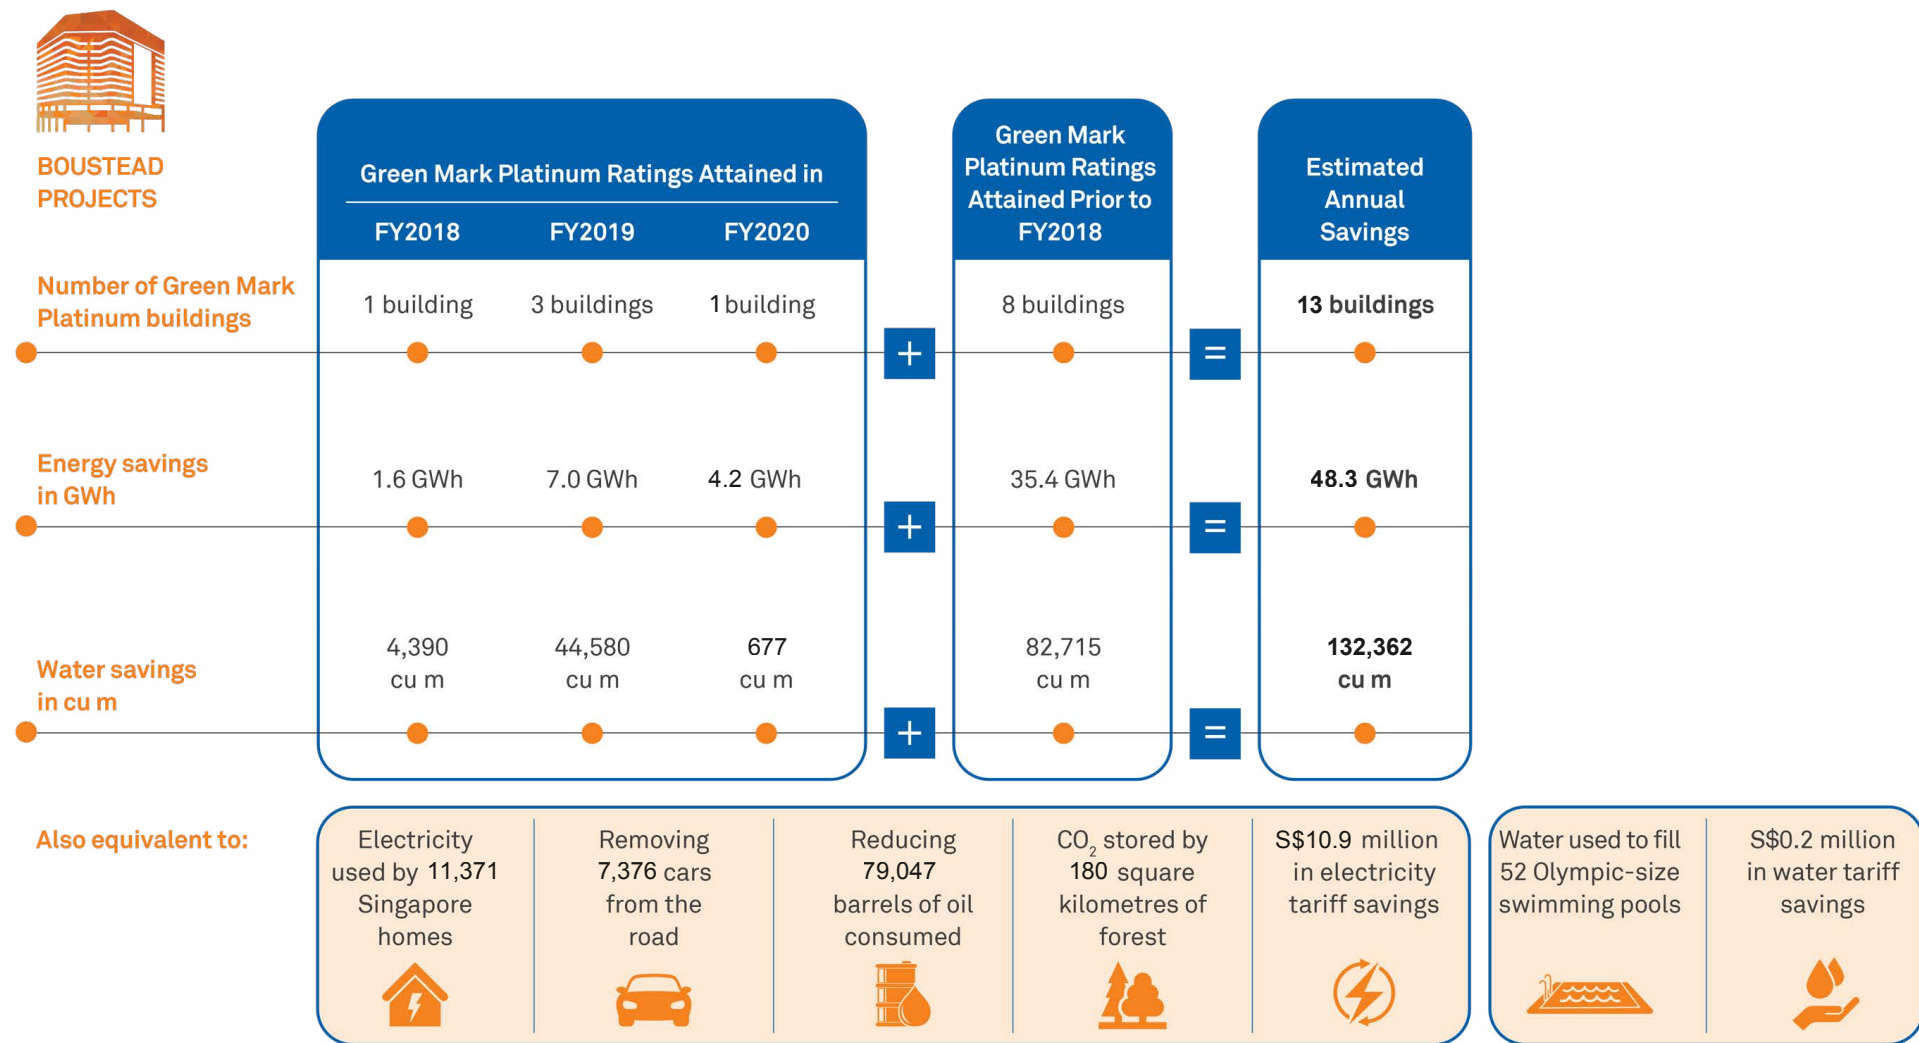 BOUSTEAD
PROJECTS
Green Mark Platinum Ratings Attained in
FY2018 FY2019 FY2020
Green Mark
Platinum Ratings
Attained Prior to
FY2018
Estimated
Annual
Savings
Number of Green Mark
Platinum buildings
1 building 3 buildings 1 building + 8 buildings = 13 buildings
Energy savings
in GWh
1.6 GWh 7.0 GWh 4.2 GWh + 35.4 GWh = 48.3 GWh
Water savings
in cu m
4,390
cu m
44,580
cu m
677
cu m
+
82,715
cu m
=
132,362
cu m
Also equivalent to:
Electricity
used by 11,371
Singapore
homes
Removing
7,376 cars
from the
road
Reducing
79,047
barrels of oil
consumed
CO₂ stored by
180 square
kilometres of
forest
S$10.9 million
in electricity
tariff savings
Water used to fill
52 Olympic-size
swimming pools
S$0.2 million
in water tariff
savings